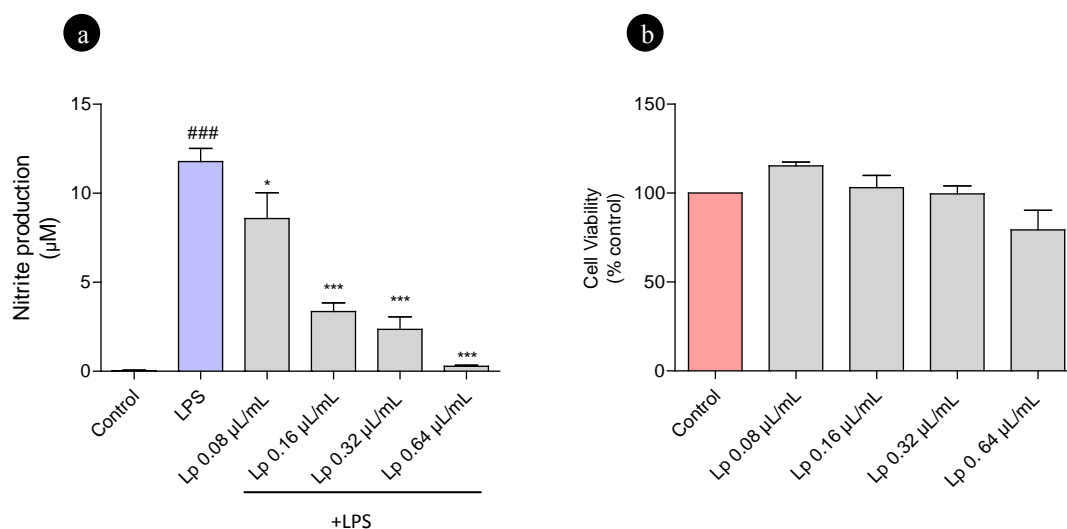 a
15
10
5
0
Nitrite production
(µM)
###
*
***
***
***
Control
LPS
Lp 0.08 µL/mL
Lp 0.16 µL/mL
Lp 0.32 µL/mL
Lp 0.64 µL/mL
+LPS
b
150
100
50
0
Cell Viability
(% control)
Control
Lp 0.08 µL/mL
Lp 0.16 µL/mL
Lp 0.32 µL/mL
Lp 0. 64 µL/mL